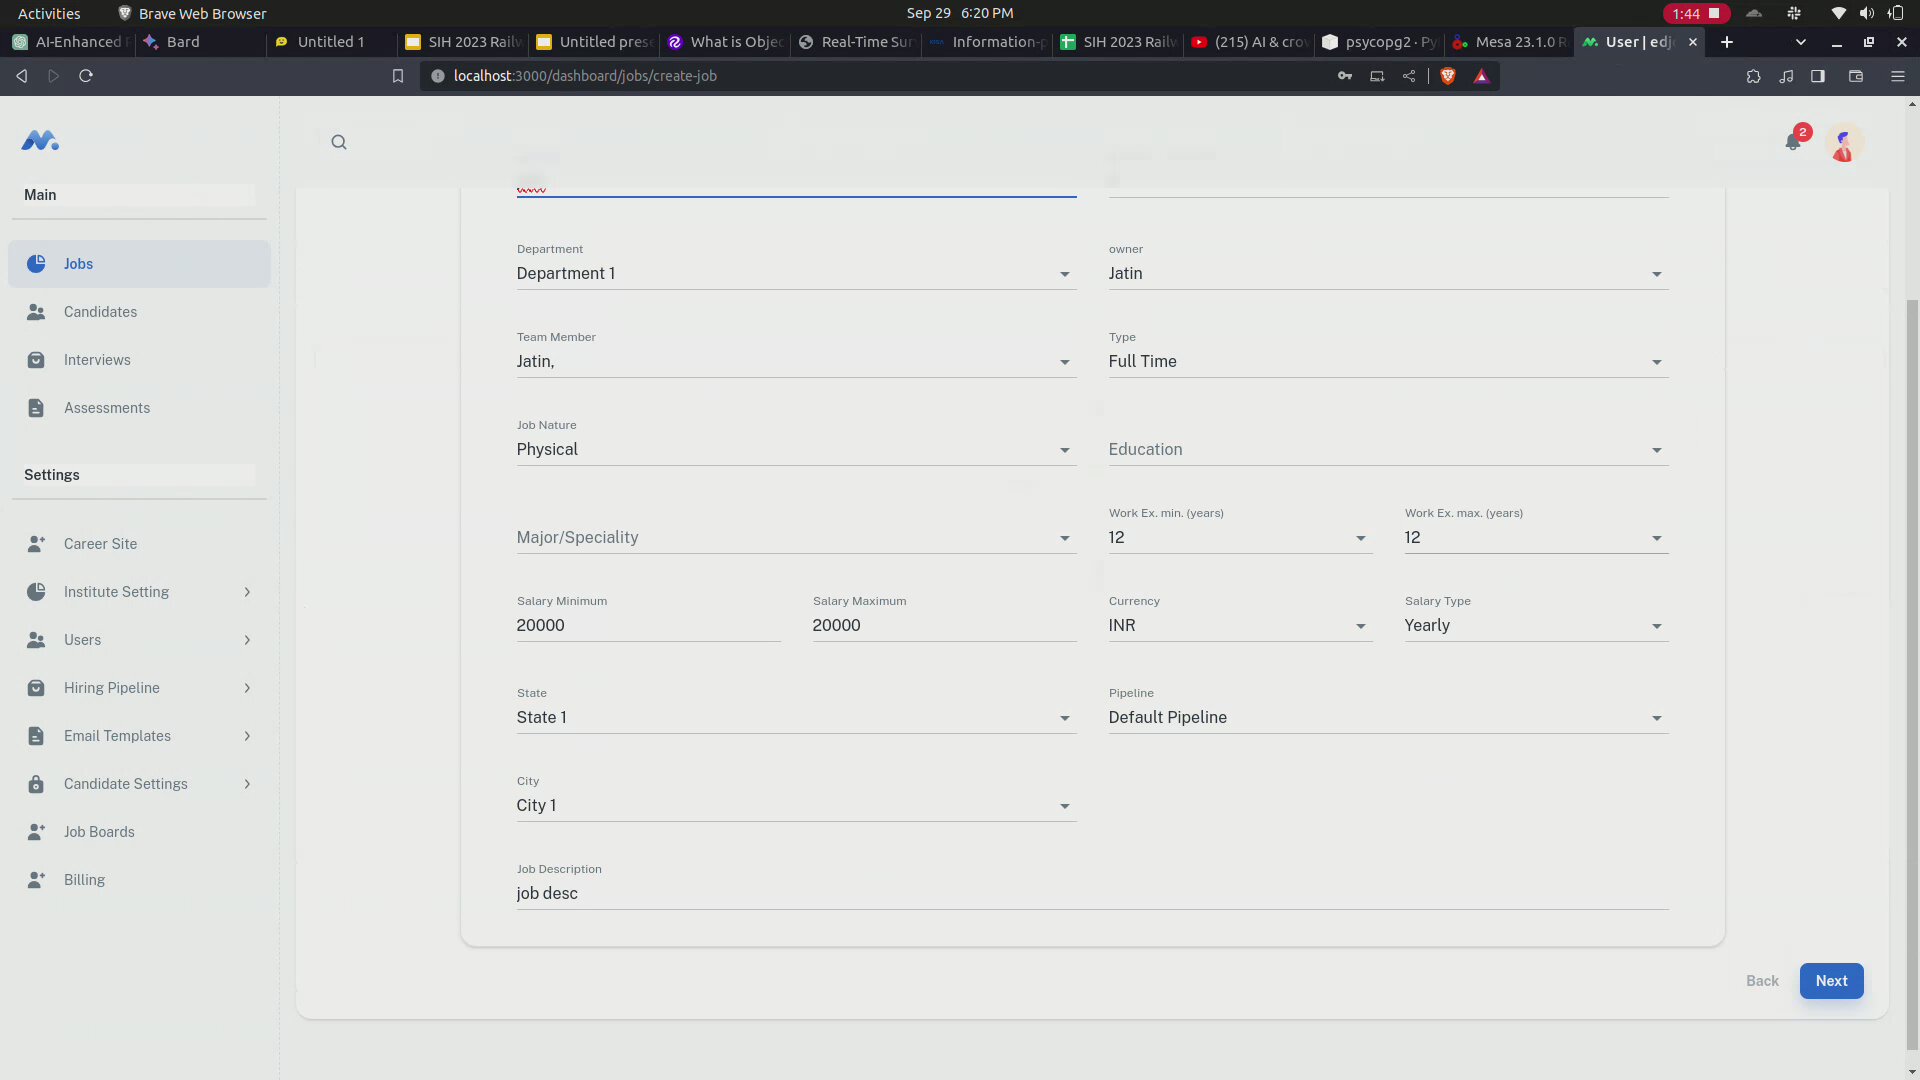 Activities
Brave Web Browser
Sep 29 6:20 PM
1:44
AI-Enhanced
Bard
Untitled 1
SIH 2023 Railw
Untitled prese
What is Objec
Real-Time Sur
Information-p
SIH 2023 Railw
(215) AI & crow
psycopg2 · Py
Mesa 23.1.0 R
User | edjo
localhost:3000/dashboard/jobs/create-job
2
Main
Jobs
Candidates
Interviews
Assessments
Settings
Career Site
Institute Setting
Users
Hiring Pipeline
Email Templates
Candidate Settings
Job Boards
Billing
Department
Department 1
owner
Jatin
Team Member
Jatin,
Type
Full Time
Job Nature
Physical
Education
Major/Speciality
Work Ex. min. (years)
12
Work Ex. max. (years)
12
Salary Minimum
20000
Salary Maximum
20000
Currency
INR
Salary Type
Yearly
State
State 1
Pipeline
Default Pipeline
City
City 1
Job Description
job desc
Back
Next